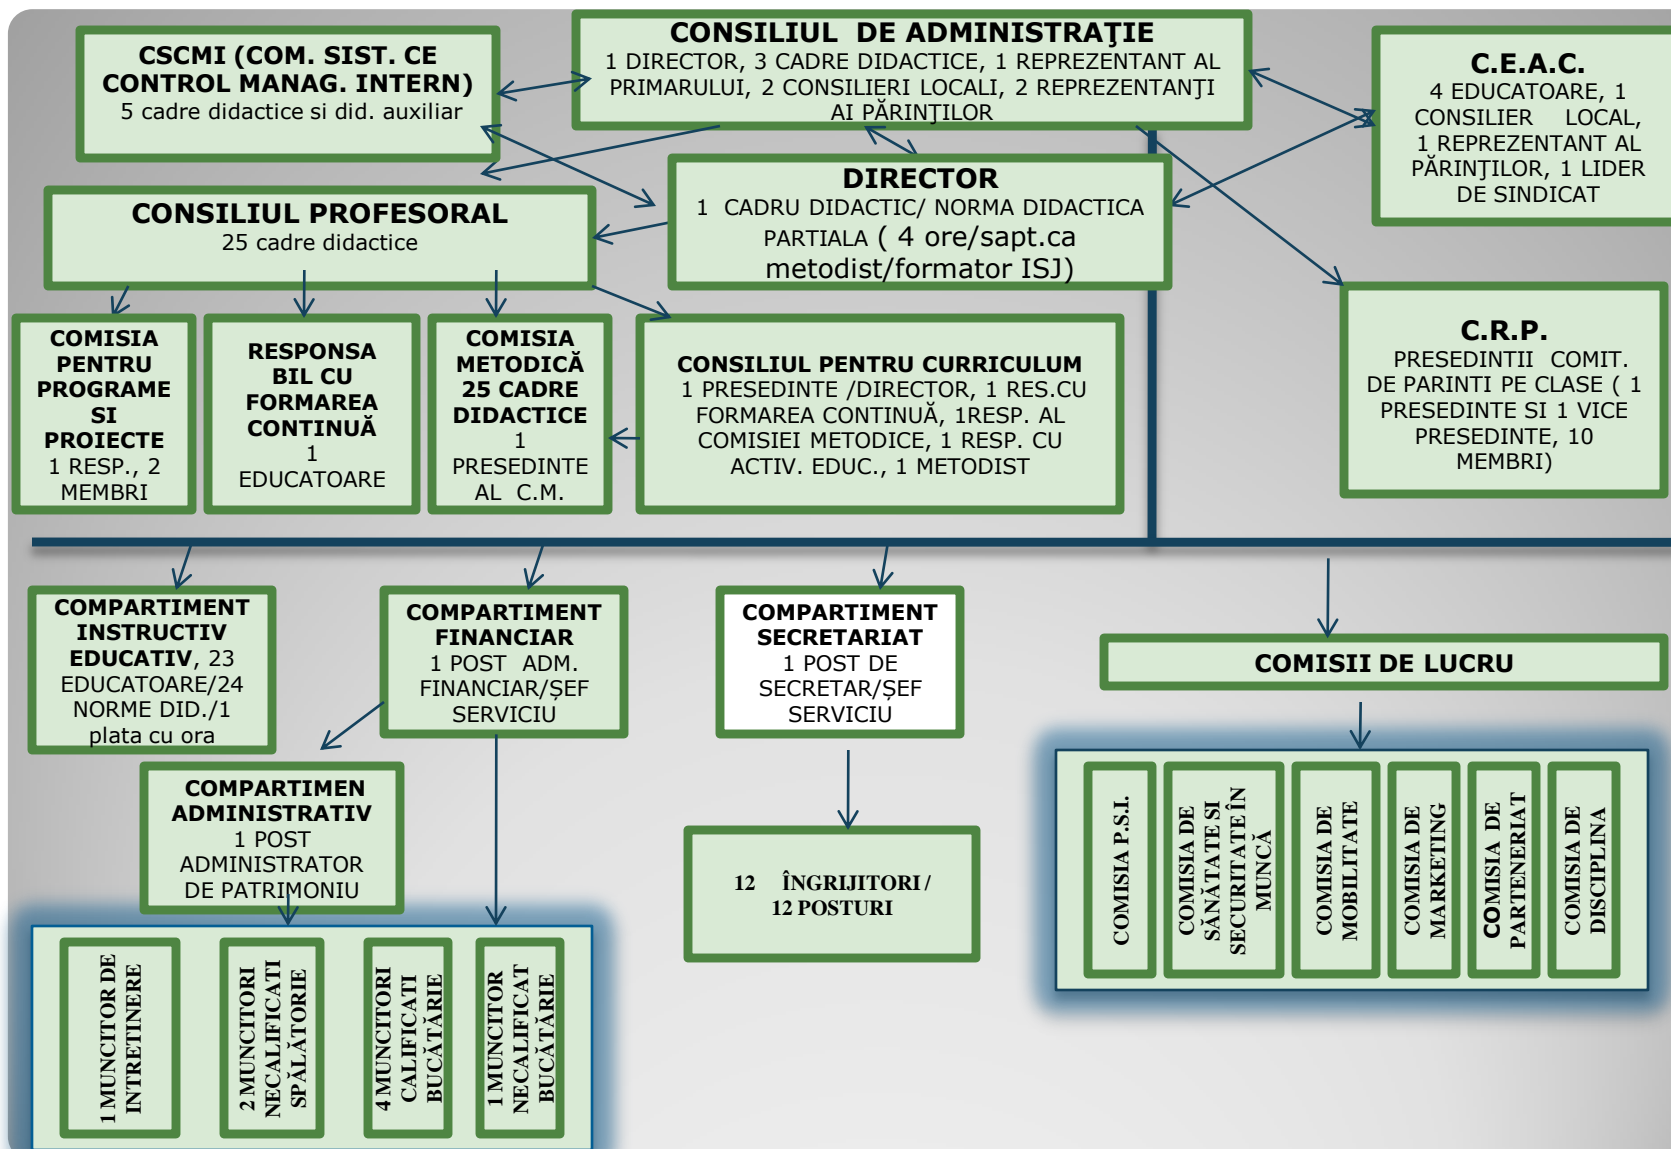 CONSILIUL DE ADMINISTRAŢIE
1 DIRECTOR, 3 CADRE DIDACTICE, 1 REPREZENTANT AL
PRIMARULUI, 2 CONSILIERI LOCALI, 2 REPREZENTANŢI
AI PĂRINŢILOR
CSCMI (COM. SIST. CE
CONTROL MANAG. INTERN)
5 cadre didactice si did. auxiliar
C.E.A.C.
4 EDUCATOARE, 1
CONSILIER LOCAL,
1 REPREZENTANT AL
PĂRINŢILOR, 1 LIDER
DE SINDICAT
DIRECTOR
1 CADRU DIDACTIC/ NORMA DIDACTICA
PARTIALA ( 4 ore/sapt.ca
metodist/formator ISJ)
CONSILIUL PROFESORAL
25 cadre didactice
COMISIA
PENTRU
PROGRAME
SI
PROIECTE
1 RESP., 2
MEMBRI
RESPONSA
BIL CU
FORMAREA
CONTINUĂ
1
EDUCATOARE
COMISIA
METODICĂ
25 CADRE
DIDACTICE
1
PRESEDINTE
AL C.M.
CONSILIUL PENTRU CURRICULUM
1 PRESEDINTE /DIRECTOR, 1 RES.CU
FORMAREA CONTINUĂ, 1RESP. AL
COMISIEI METODICE, 1 RESP. CU
ACTIV. EDUC., 1 METODIST
C.R.P.
PRESEDINTII COMIT.
DE PARINTI PE CLASE ( 1
PRESEDINTE SI 1 VICE
PRESEDINTE, 10
MEMBRI)
COMPARTIMENT
INSTRUCTIV
EDUCATIV, 23
EDUCATOARE/24
NORME DID./1
plata cu ora
COMPARTIMENT
FINANCIAR
1 POST ADM.
FINANCIAR/ŞEF
SERVICIU
COMPARTIMENT
SECRETARIAT
1 POST DE
SECRETAR/ŞEF
SERVICIU
COMISII DE LUCRU
COMPARTIMEN
ADMINISTRATIV
1 POST
ADMINISTRATOR
DE PATRIMONIU
12 ÎNGRIJITORI /
12 POSTURI
COMISIA P.S.I.
COMISIA DE
SĂNĂTATE SI
SECURITATE ÎN
MUNCĂ
COMISIA DE
MOBILITATE
COMISIA DE
MARKETING
COMISIA DE
PARTENERIAT
COMISIA DE
DISCIPLINA
1 MUNCITOR DE
INTRETINERE
2 MUNCITORI
NECALIFICATI
SPĂLĂTORIE
4 MUNCITORI
CALIFICATI
BUCĂTĂRIE
1 MUNCITOR
NECALIFICAT
BUCĂTĂRIE